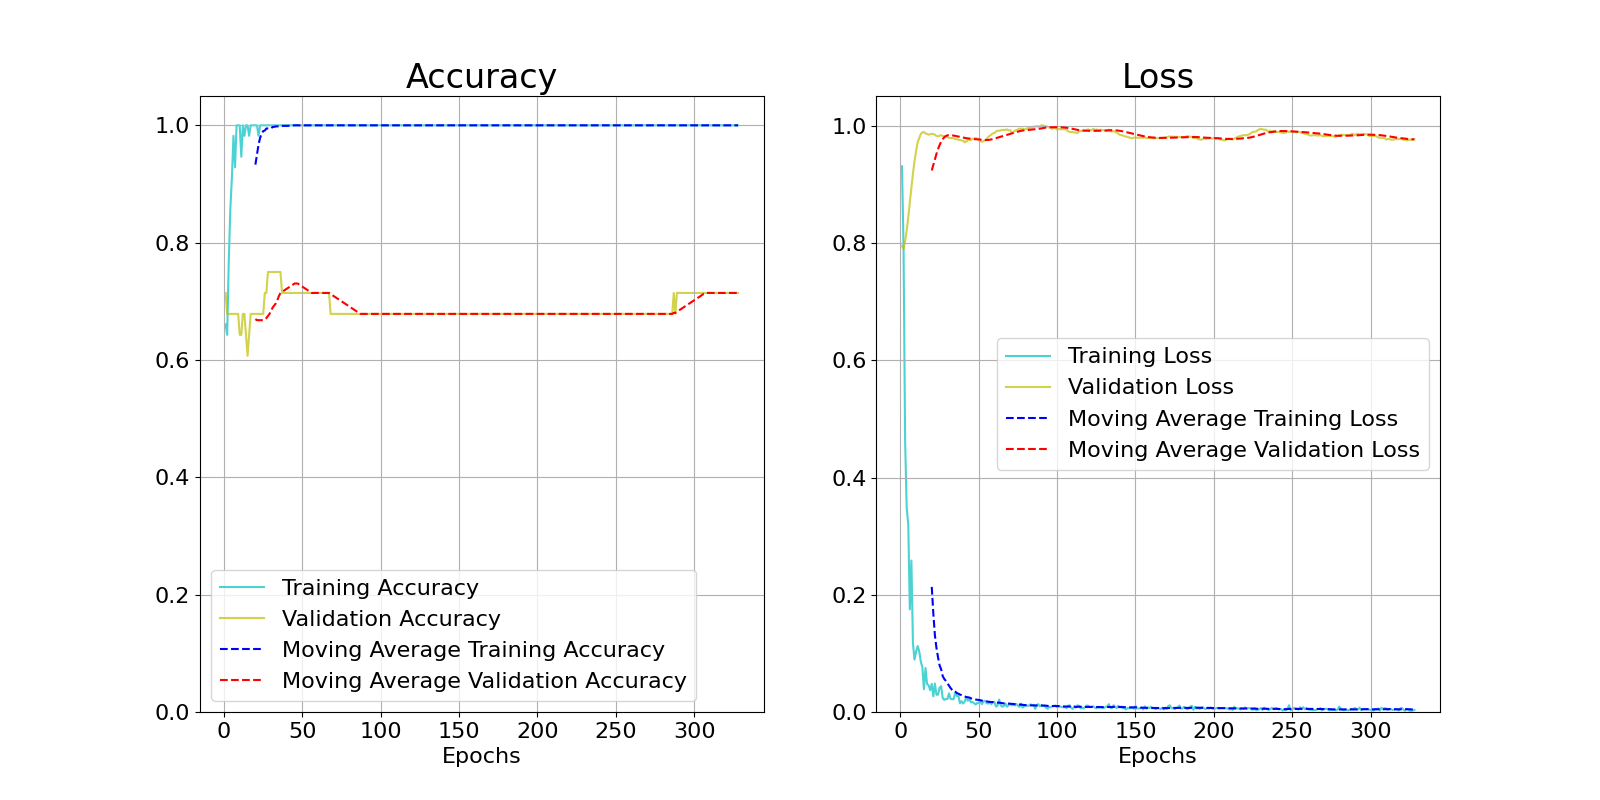 Accuracy
1.0
0.8
0.6
0.4
0.2
0.0
Training Accuracy
Validation Accuracy
Moving Average Training Accuracy
Moving Average Validation Accuracy
0 50 100 150 200 250 300
Epochs
Loss
1.0
0.8
0.6
0.4
0.2
0.0
Training Loss
Validation Loss
Moving Average Training Loss
Moving Average Validation Loss
0 50 100 150 200 250 300
Epochs